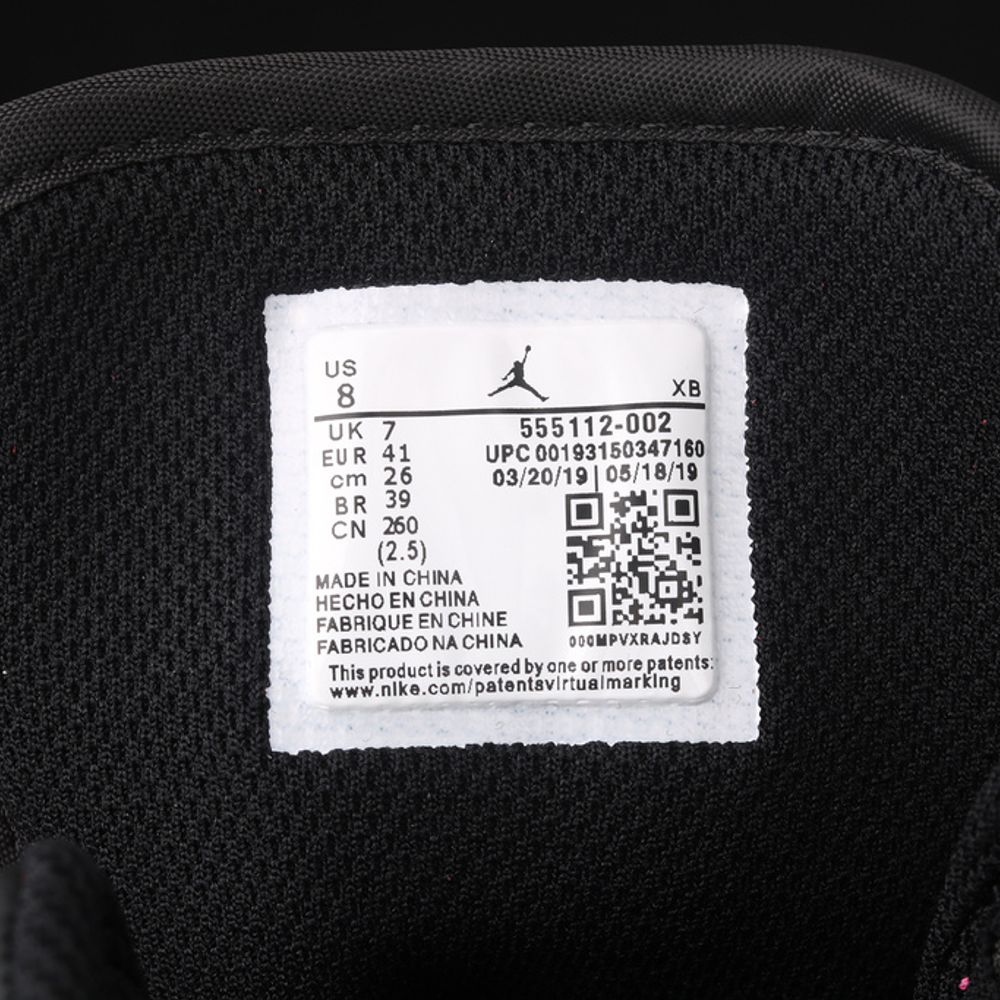 US
8
XB
UK 7
EUR 41
cm 26
BR 39
CN 260
(2.5)
555112-002
UPC 00193150347160
03/20/19 | 05/18/19
000MPVXRAJDSY
MADE IN CHINA
HECHO EN CHINA
FABRIQUE EN CHINE
FABRICADO NA CHINA
This product is covered by one or more patents:
www.nike.com/patentsvirtualmarking